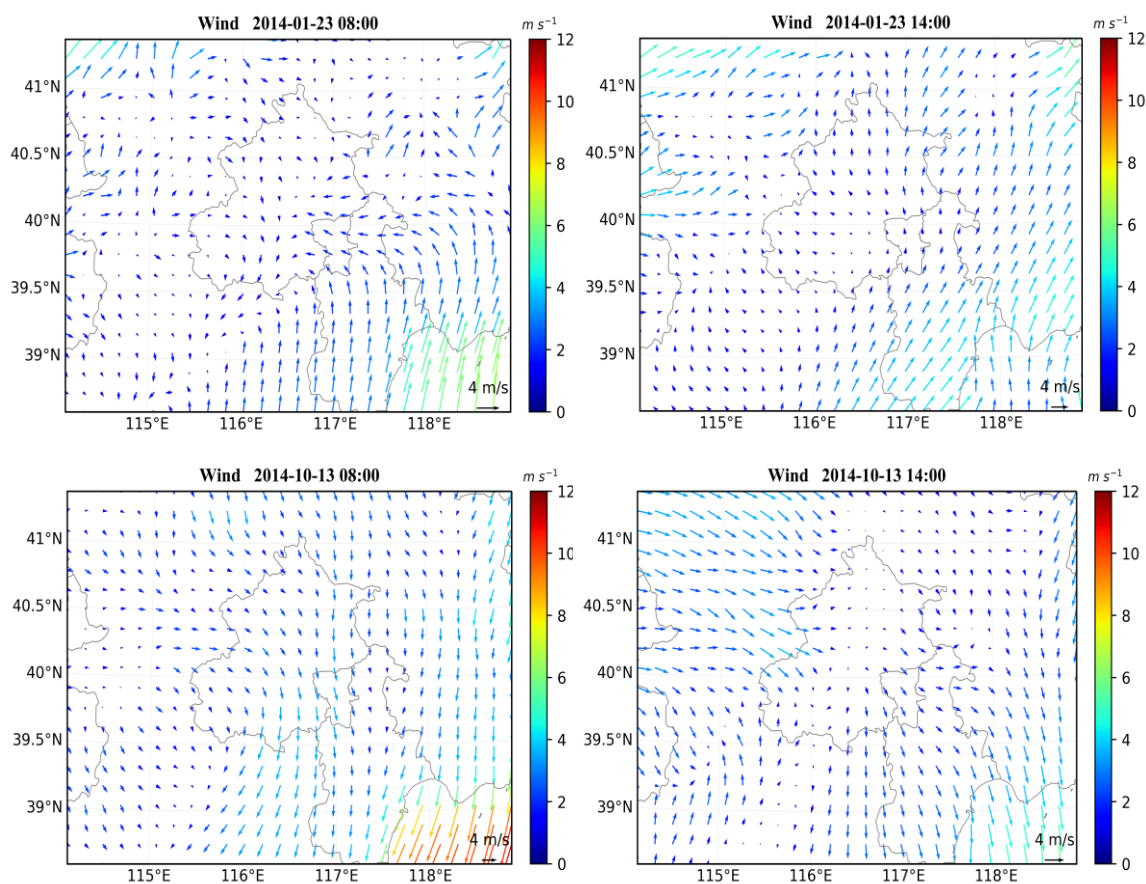 Wind 2014-01-23 08:00
m s⁻¹
41°N
40.5°N
40°N
39.5°N
39°N
115°E 116°E 117°E 118°E
4 m/s
12
10
8
6
4
2
0
Wind 2014-01-23 14:00
m s⁻¹
41°N
40.5°N
40°N
39.5°N
39°N
115°E 116°E 117°E 118°E
4 m/s
12
10
8
6
4
2
0
Wind 2014-10-13 08:00
m s⁻¹
41°N
40.5°N
40°N
39.5°N
39°N
115°E 116°E 117°E 118°E
4 m/s
12
10
8
6
4
2
0
Wind 2014-10-13 14:00
m s⁻¹
41°N
40.5°N
40°N
39.5°N
39°N
115°E 116°E 117°E 118°E
4 m/s
12
10
8
6
4
2
0